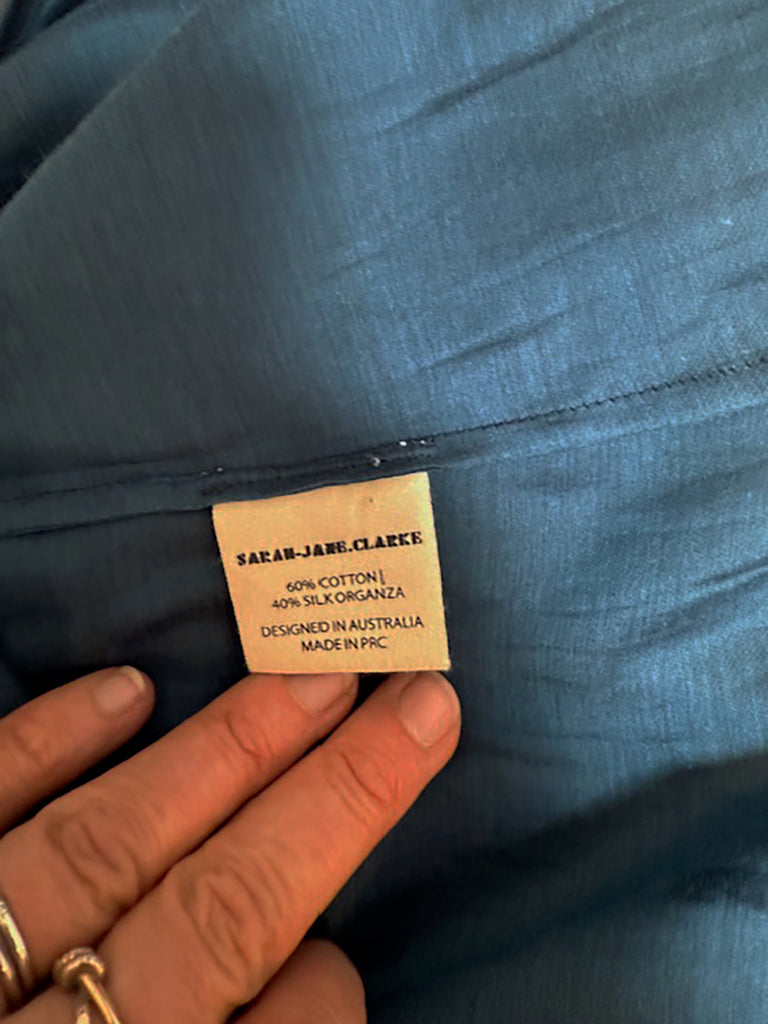 SARAH-JANE.CLARKE
60% COTTON |
40% SILK ORGANZA
DESIGNED IN AUSTRALIA
MADE IN PRC